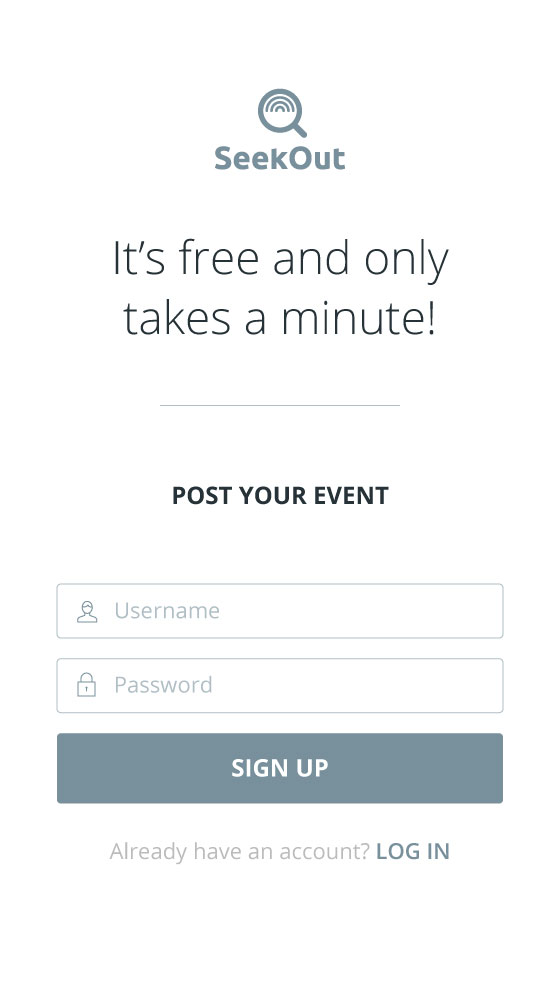 SeekOut
It’s free and only
takes a minute!
POST YOUR EVENT
Username
Password
SIGN UP
Already have an account? LOG IN